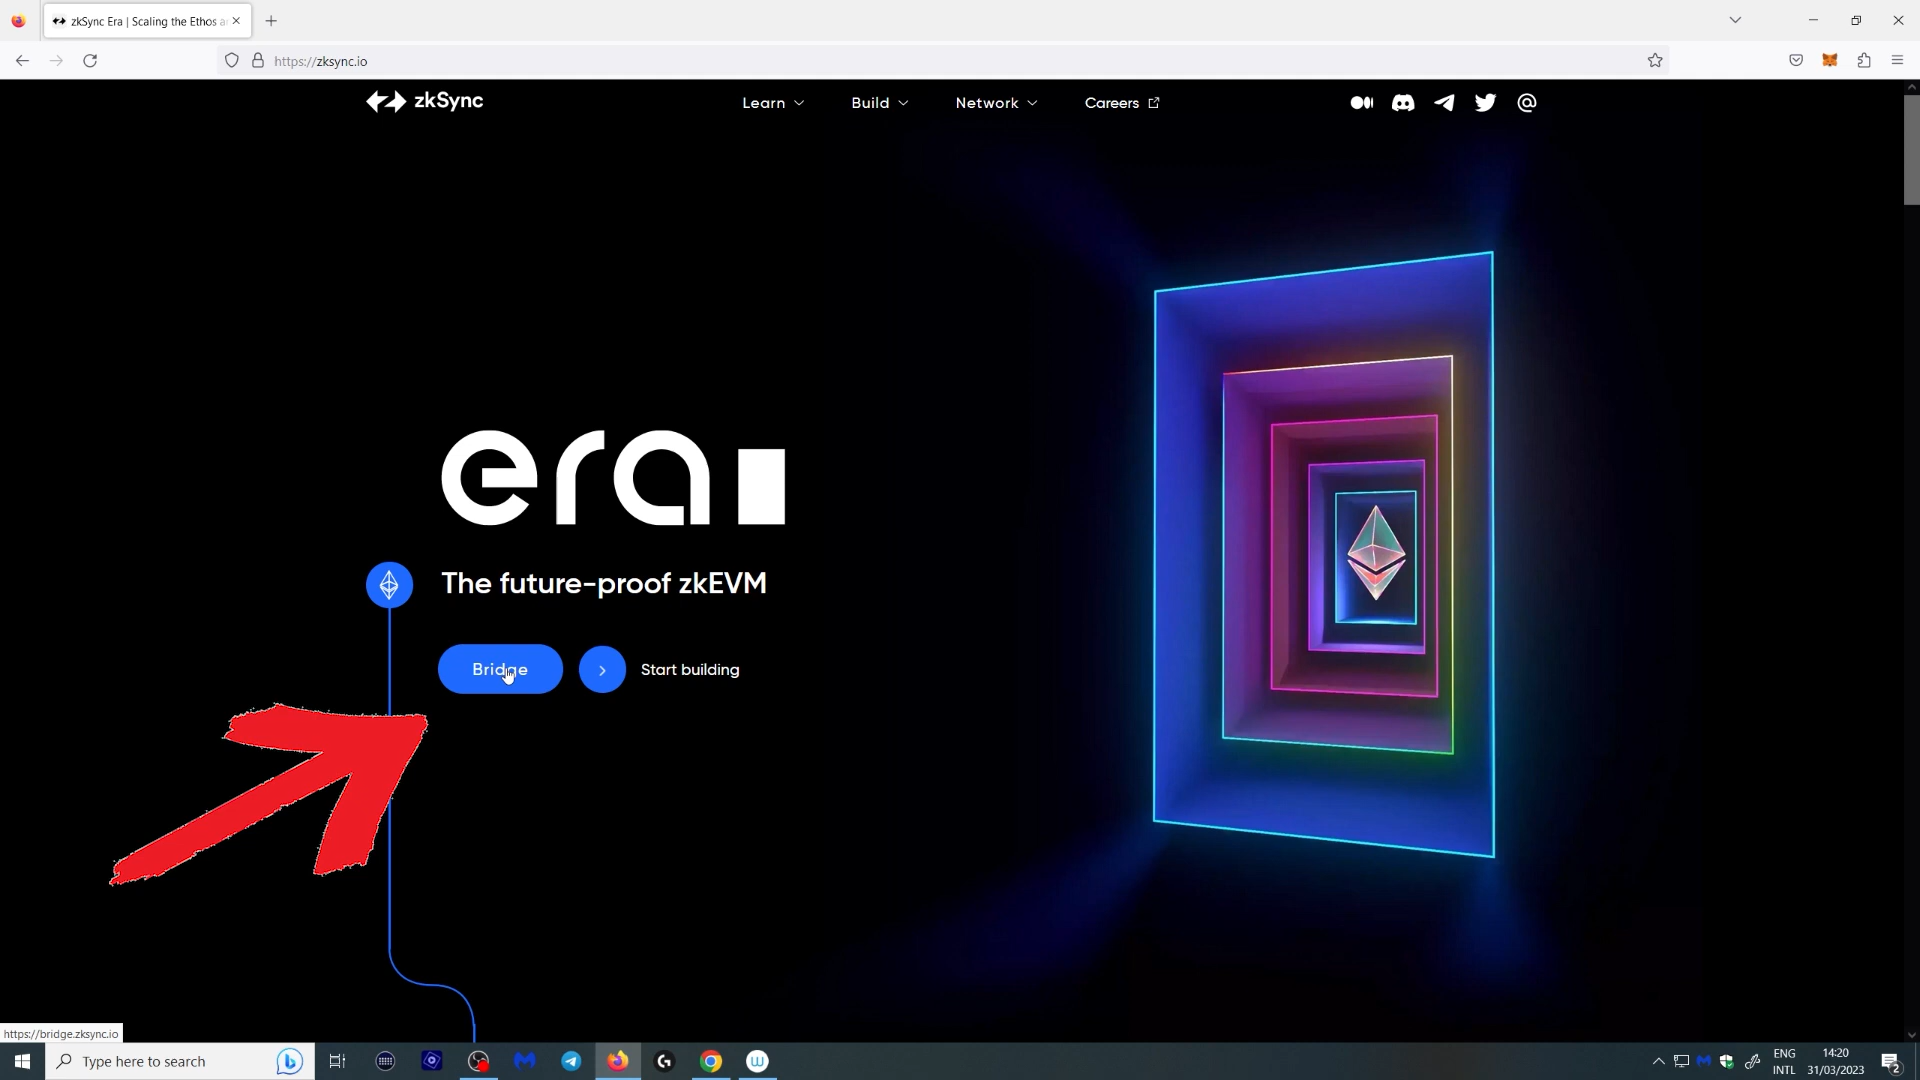 zkSync Era | Scaling the Ethos a
https://zksync.io
zkSync
Learn
Build
Network
Careers
era
The future-proof zkEVM
Bridge
Start building
https://bridge.zksync.io
Type here to search
ENG
INTL
14:20
31/03/2023
2